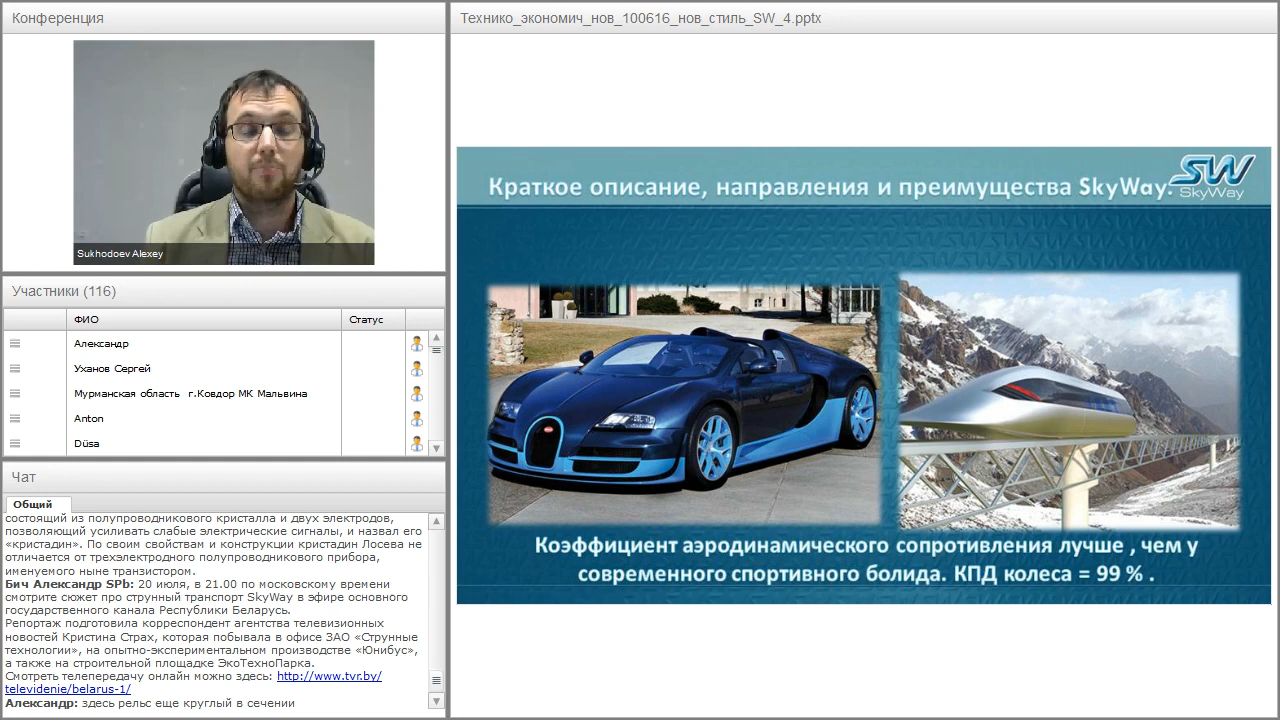 Конференция
Sukhodoev Alexey
Участники (116)
ФИО
Статус
Александр
Уханов Сергей
Мурманская область г.Ковдор МК Мальвина
Anton
Düsa
Чат
Общий
состоящий из полупроводникового кристалла и двух электродов,
позволяющий усиливать слабые электрические сигналы, и назвал его
«кристадин». По своим свойствам и конструкции кристадин Лосева не
отличается от трехэлектродного полупроводникового прибора,
именуемого ныне транзистором.
Бич Александр SPb: 20 июля, в 21.00 по московскому времени
смотрите сюжет про струнный транспорт SkyWay в эфире основного
государственного канала Республики Беларусь.
Репортаж подготовила корреспондент агентства телевизионных
новостей Кристина Страх, которая побывала в офисе ЗАО «Струнные
технологии», на опытно-экспериментальном производстве «Юнибус»,
а также на строительной площадке ЭкоТехноПарка.
Смотреть телепередачу онлайн можно здесь: http://www.tvr.by/
televidenie/belarus-1/
Александр: здесь рельс еще круглый в сечении
Технико_экономич_нов_100616_нов_стиль_SW_4.pptx
Краткое описание, направления и преимущества SkyWay.
SW
SkyWay
Коэффициент аэродинамического сопротивления лучше , чем у
современного спортивного болида. КПД колеса = 99 % .